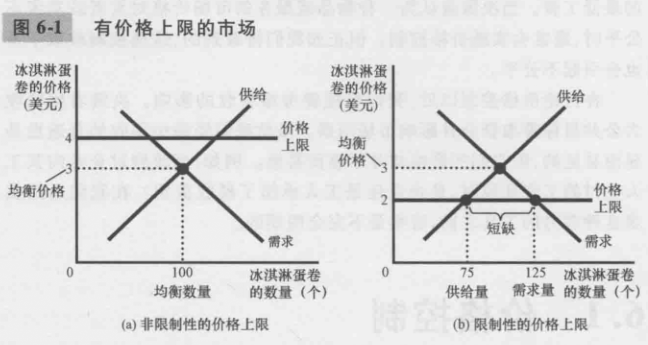 图 6-1 有价格上限的市场
冰淇淋蛋
卷的价格
(美元)
供给
价格
上限
4
3
均衡价格
需求
0
100
均衡数量
冰淇淋蛋卷
的数量(个)
(a) 非限制性的价格上限
冰淇淋蛋
卷的价格
(美元)
供给
均衡
价格
3
2
价格
上限
短缺
需求
0
75
供给量
125
需求量
冰淇淋蛋卷
的数量(个)
(b) 限制性的价格上限